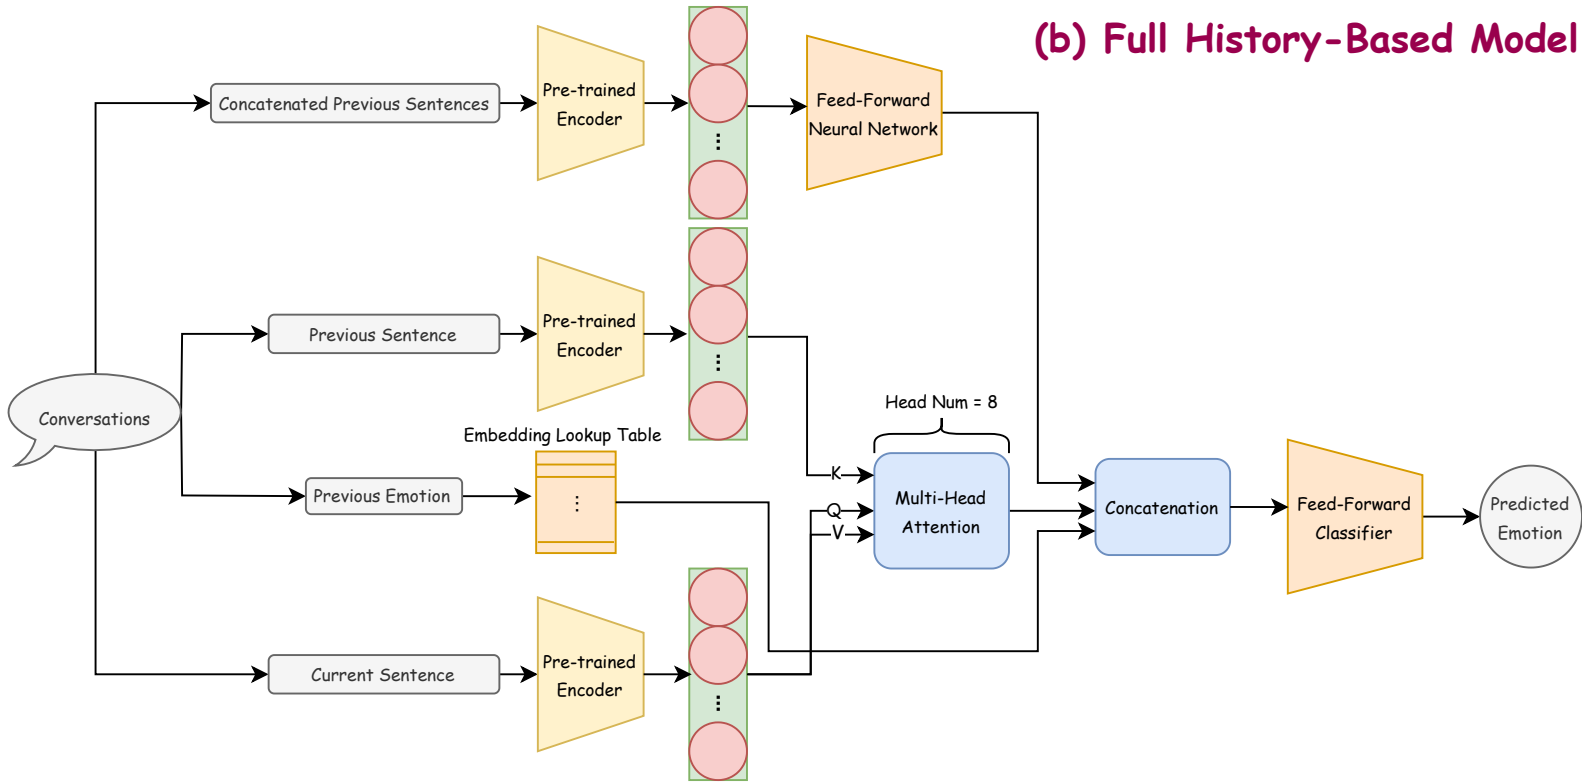 (b) Full History-Based Model
Concatenated Previous Sentences
Pre-trained
Encoder
⋮
Feed-Forward
Neural Network
Previous Sentence
Pre-trained
Encoder
⋮
Conversations
Head Num = 8
Embedding Lookup Table
Previous Emotion
⋮
K
Q
V
Multi-Head
Attention
Concatenation
Feed-Forward
Classifier
Predicted
Emotion
Current Sentence
Pre-trained
Encoder
⋮